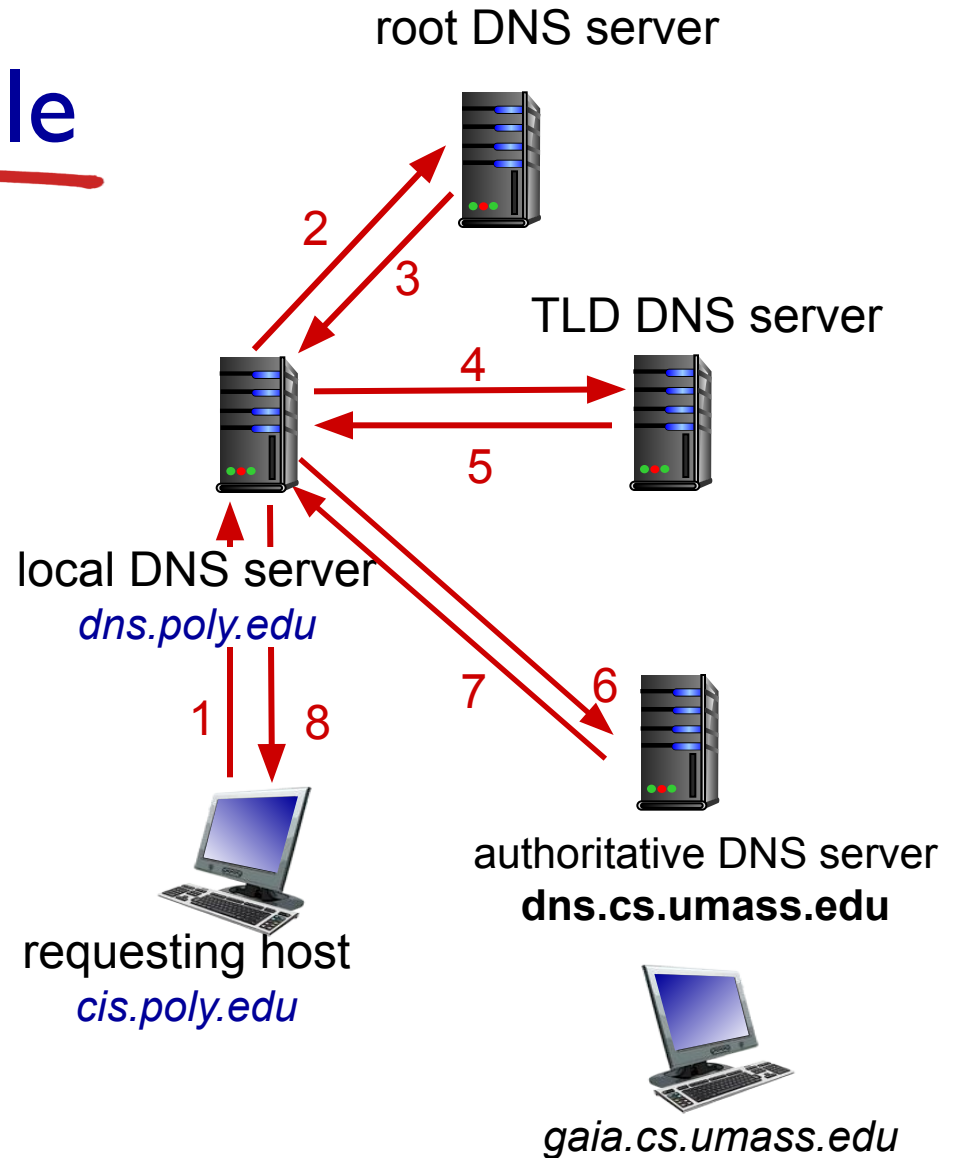 root DNS server
le
2
3
TLD DNS server
4
5
local DNS server
dns.poly.edu
1
8
7
6
authoritative DNS server
dns.cs.umass.edu
requesting host
cis.poly.edu
gaia.cs.umass.edu